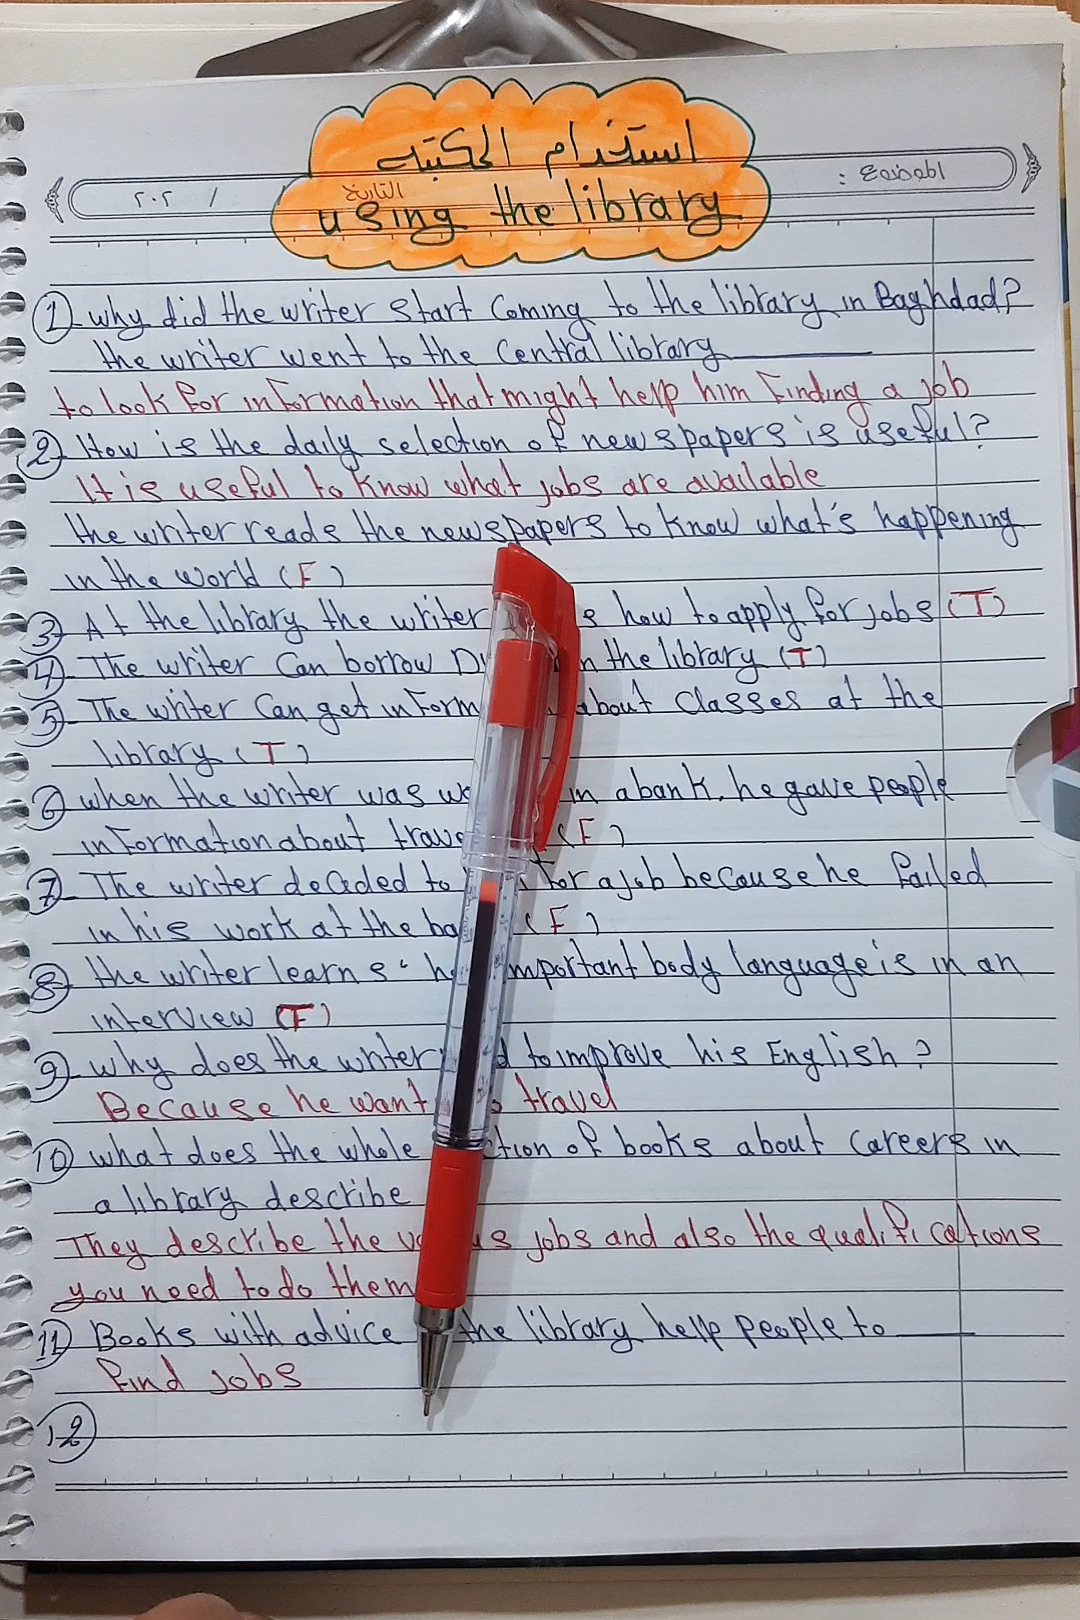 استخدام المكتبه
الموضوع :
التاريخ
/ ٢٠٢
using the library
1 why did the writer start coming to the library in Baghdad?
the writer went to the central library
to look for information that might help him finding a job
2 How is the daily selection of newspapers is useful?
It is useful to know what jobs are available
the writer reads the newspapers to know what's happening
in the world (F)
3 At the library the writer s how to apply for jobs (T)
4 The writer can borrow D n the library (T)
5 The writer can get inform about classes at the
library (T)
6 when the writer was wo in a bank, he gave people
information about trave (F)
7 The writer decided to for a job because he failed
in his work at the ba (F)
8 the writer learns h important body language is in an
interview (F)
9 why does the writer d to improve his English?
Because he want o travel
10 what does the whole ction of books about careers in
a library describe
They describe the va us jobs and also the qualifications
you need to do them
11 Books with advice the library help people to
find jobs
12